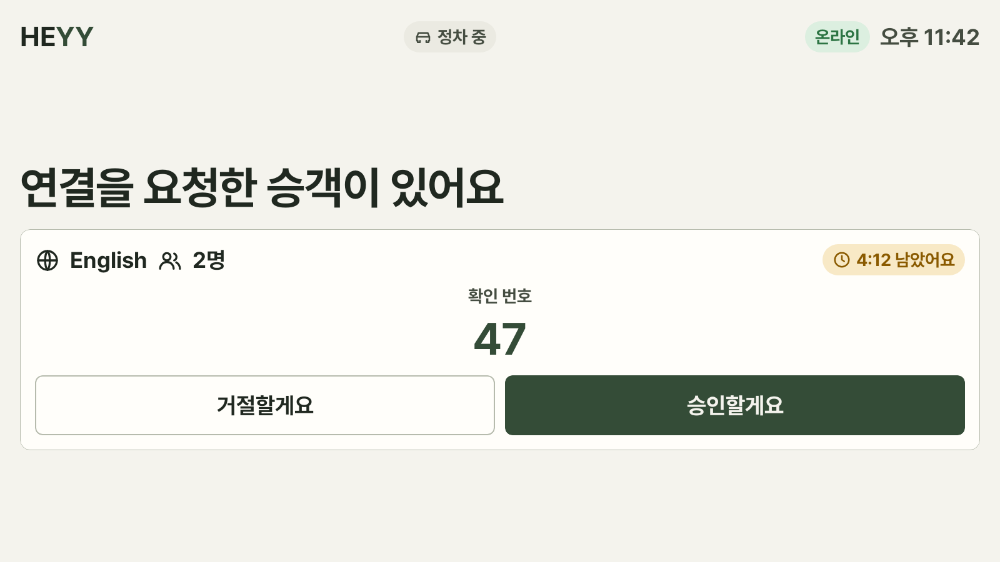 HEYY
정차 중
온라인
오후 11:42
연결을 요청한 승객이 있어요
English 2명
4:12 남았어요
확인 번호
47
거절할게요
승인할게요